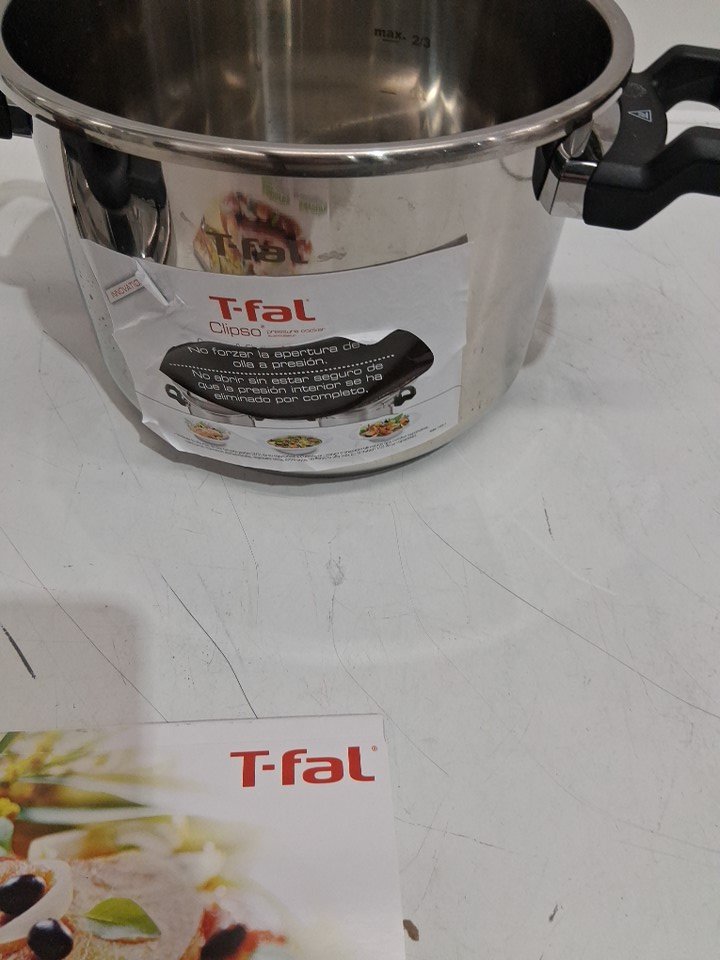 max. 2/3
T-fal
INNOVATIO
T-fal
Clipso® pressure cooker
No forzar la apertura de
olla a presión.
No abrir sin estar seguro de
que la presión interior se ha
eliminado por completo.
T-fal®